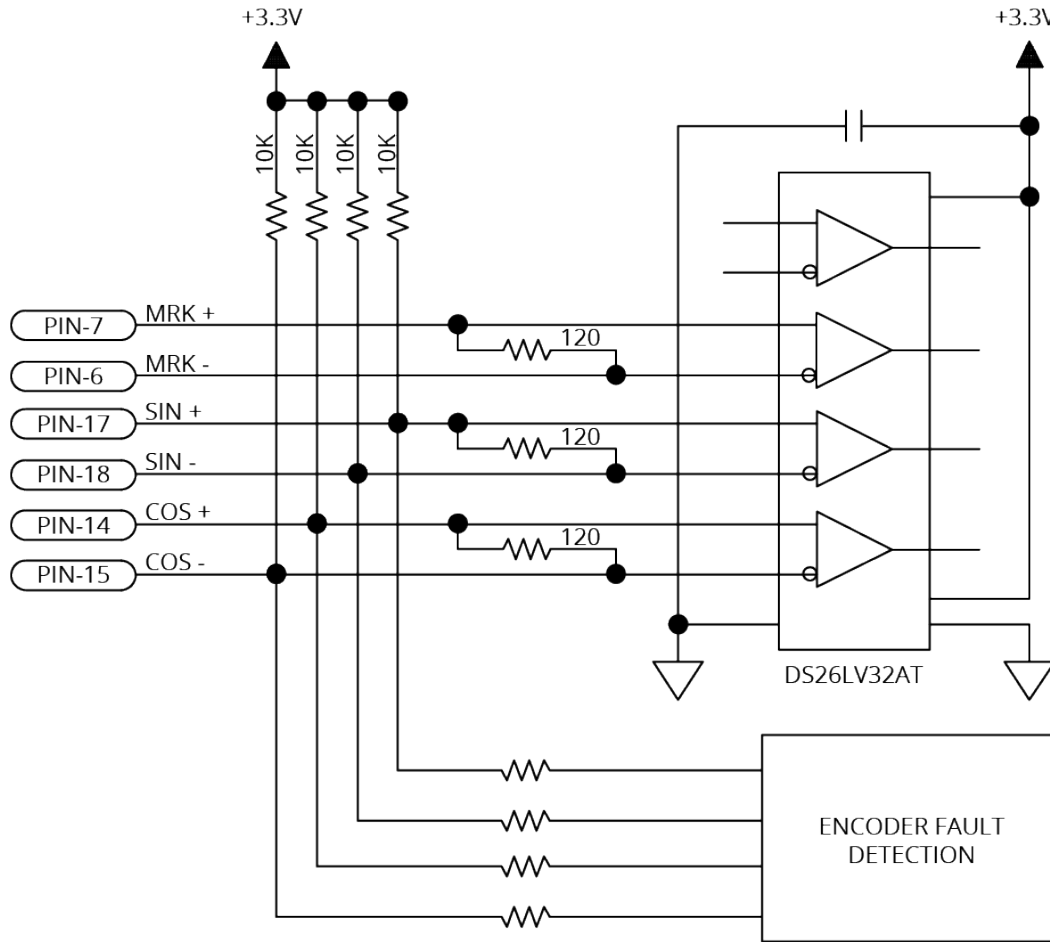 +3.3V
+3.3V
10K
10K
10K
10K
PIN-7
MRK +
120
PIN-6
MRK -
PIN-17
SIN +
120
PIN-18
SIN -
PIN-14
COS +
120
PIN-15
COS -
DS26LV32AT
ENCODER FAULT
DETECTION